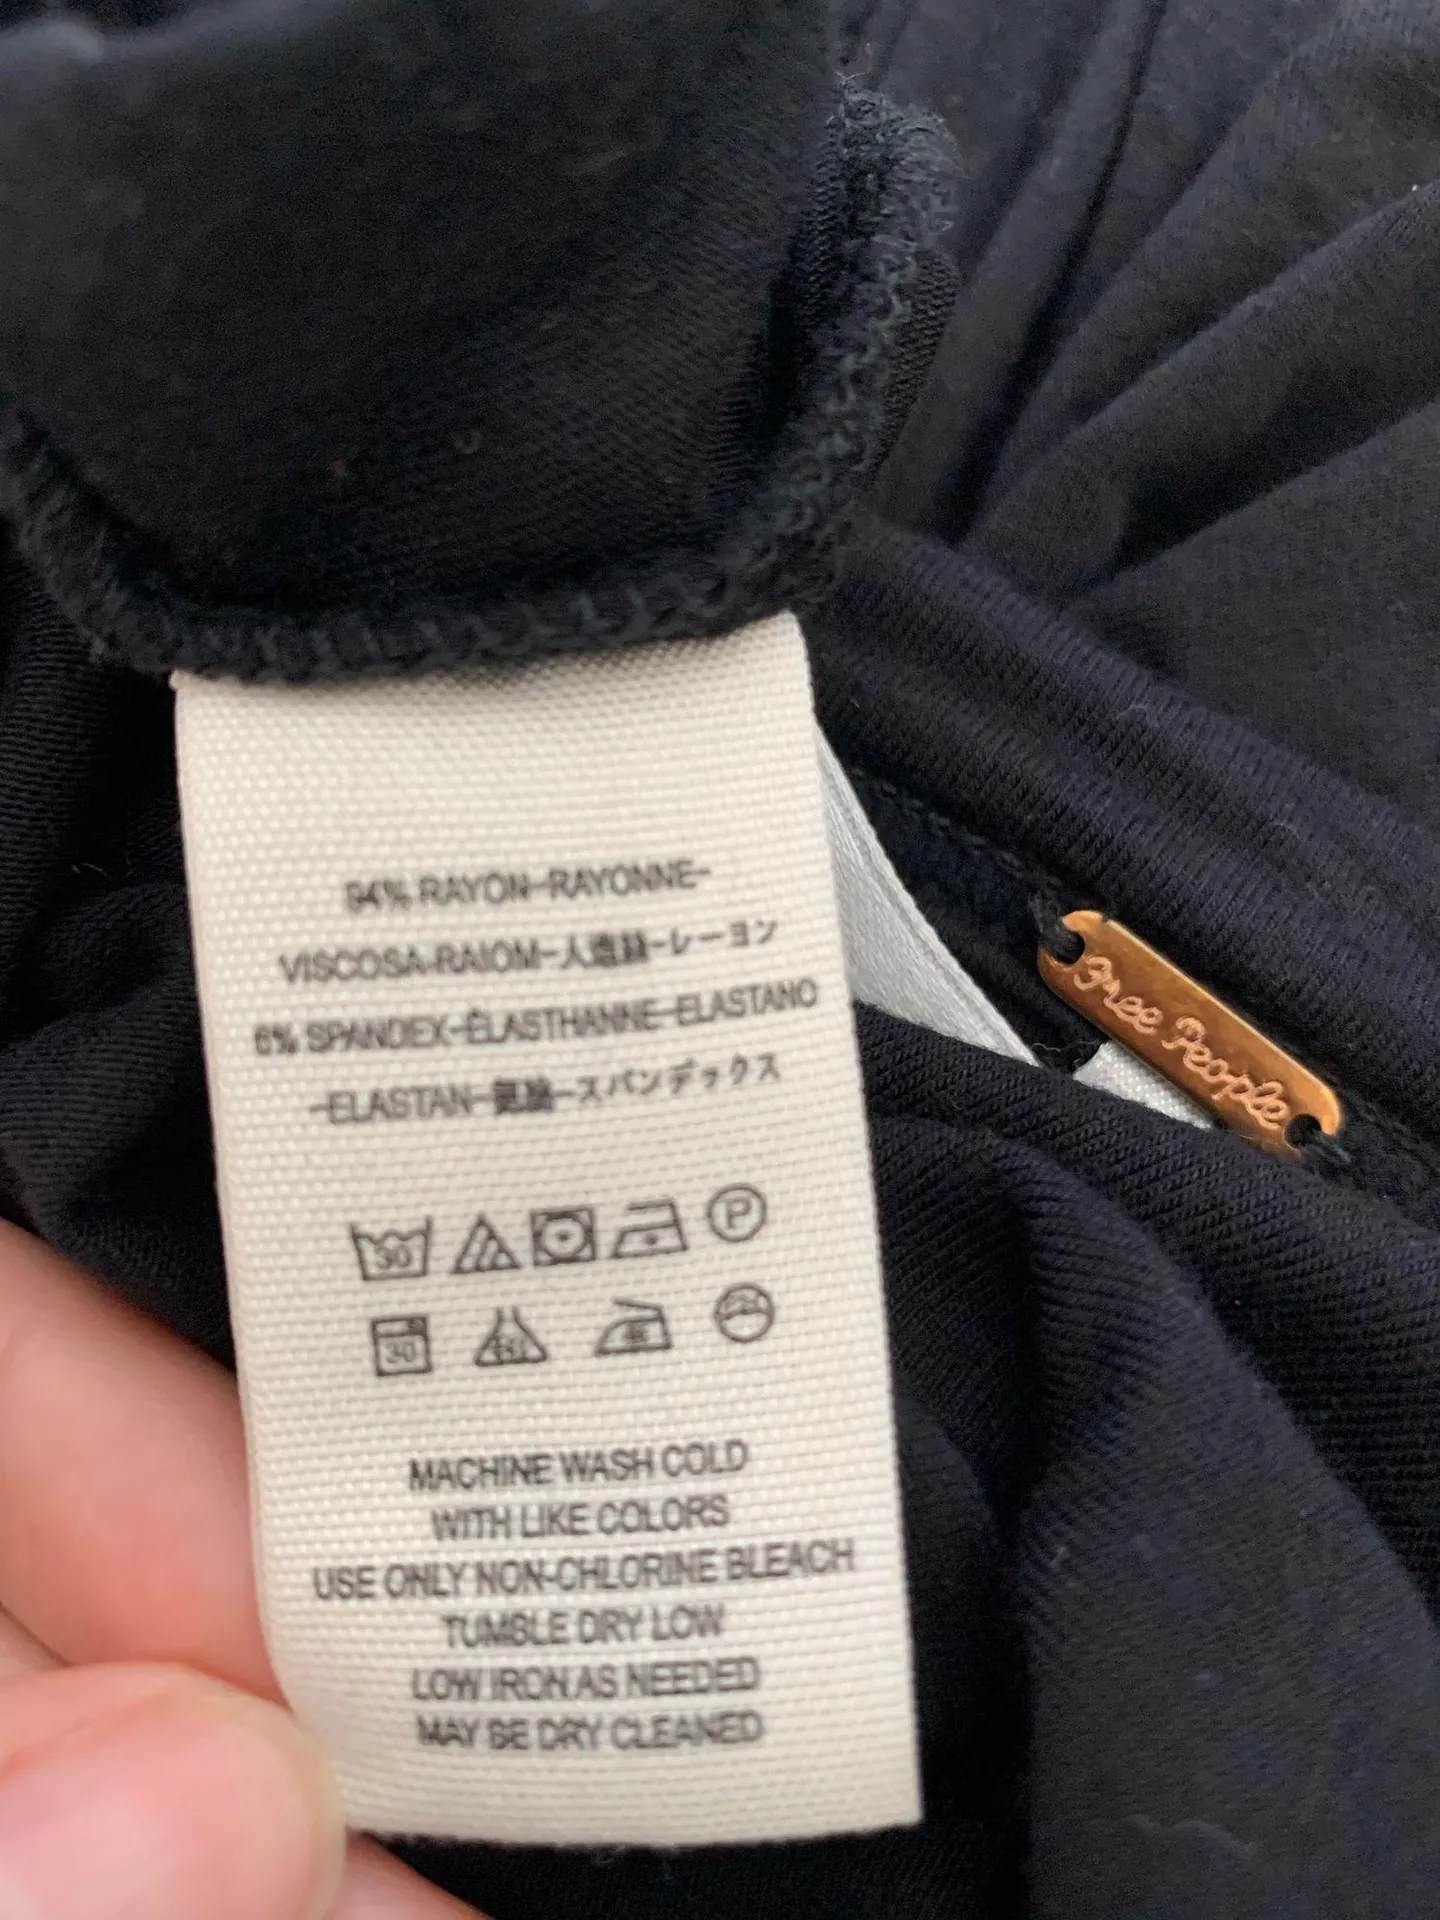 94% RAYON-RAYONNE-
VISCOSA-RAIOM-人造絲-レーヨン
6% SPANDEX-ÉLASTHANNE-ELASTANO
-ELASTAN-氨綸-スパンデックス
30 P
30
MACHINE WASH COLD
WITH LIKE COLORS
USE ONLY NON-CHLORINE BLEACH
TUMBLE DRY LOW
LOW IRON AS NEEDED
MAY BE DRY CLEANED
Free People